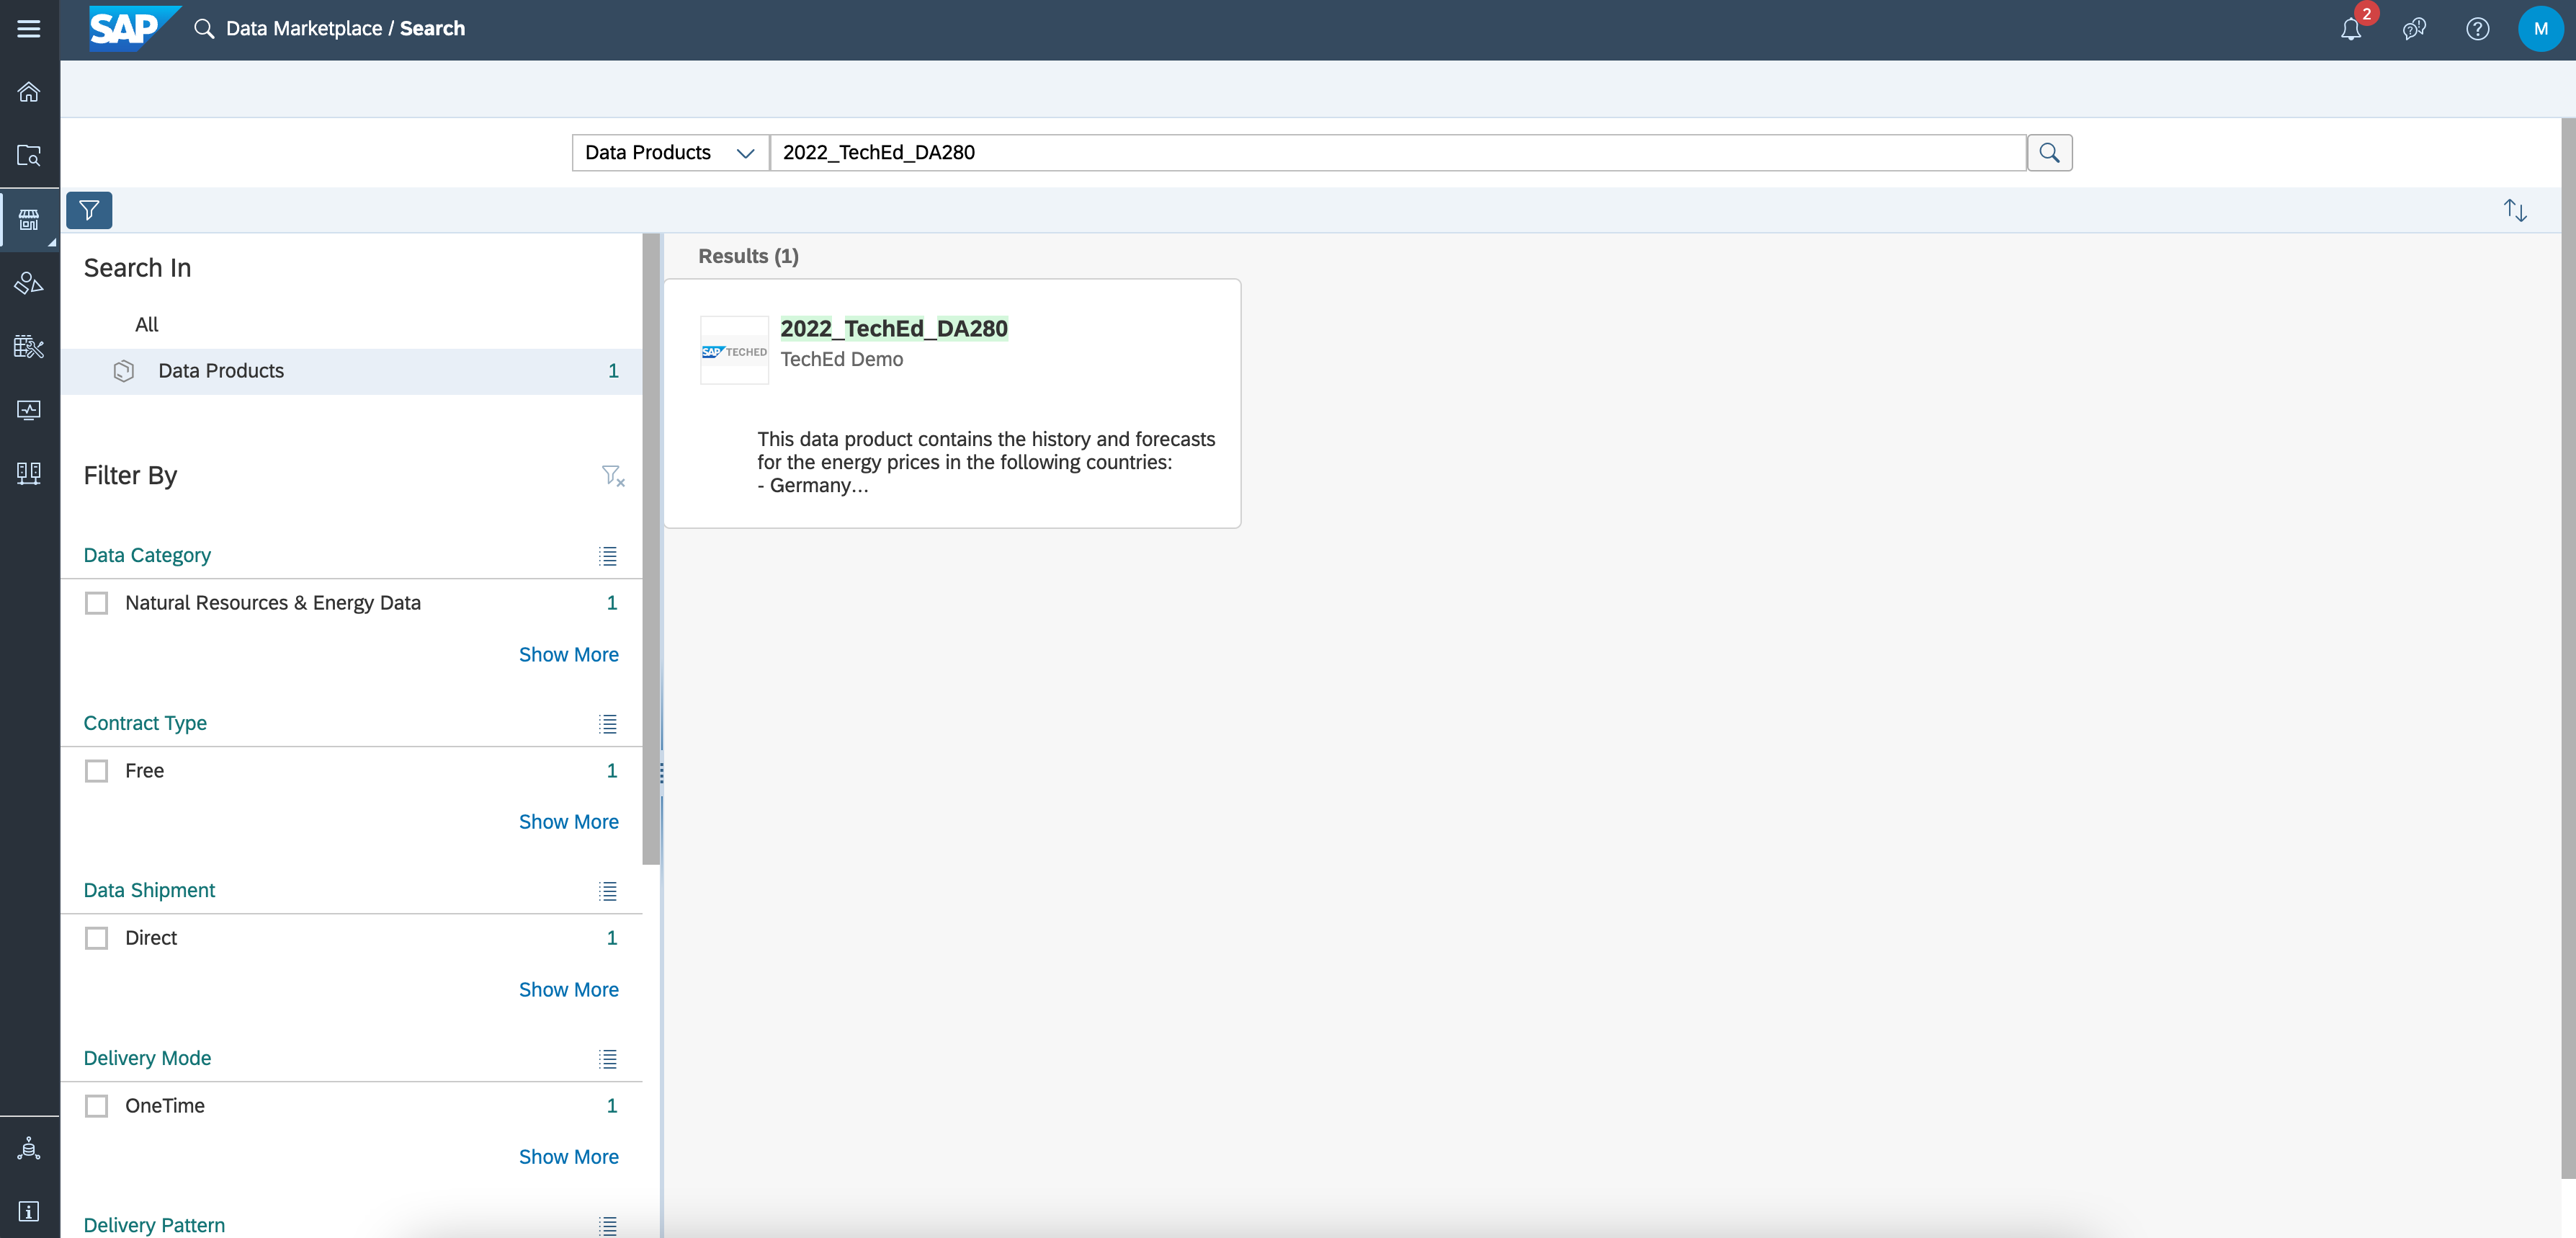 SAP
Data Marketplace / Search
2
M
Data Products
2022_TechEd_DA280
Search In
All
Data Products 1
Filter By
Data Category
Natural Resources & Energy Data 1
Show More
Contract Type
Free 1
Show More
Data Shipment
Direct 1
Show More
Delivery Mode
OneTime 1
Show More
Delivery Pattern
Results (1)
SAP TECHED
2022_TechEd_DA280
TechEd Demo
This data product contains the history and forecasts
for the energy prices in the following countries:
- Germany...